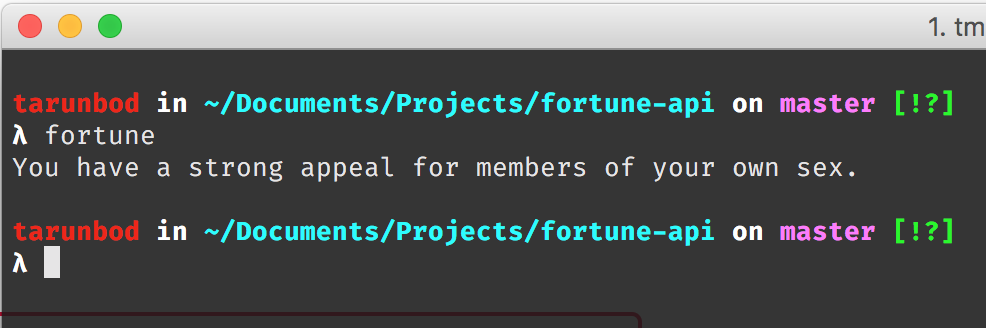 1. tm
tarunbod in ~/Documents/Projects/fortune-api on master [!?]
λ fortune
You have a strong appeal for members of your own sex.
tarunbod in ~/Documents/Projects/fortune-api on master [!?]
λ